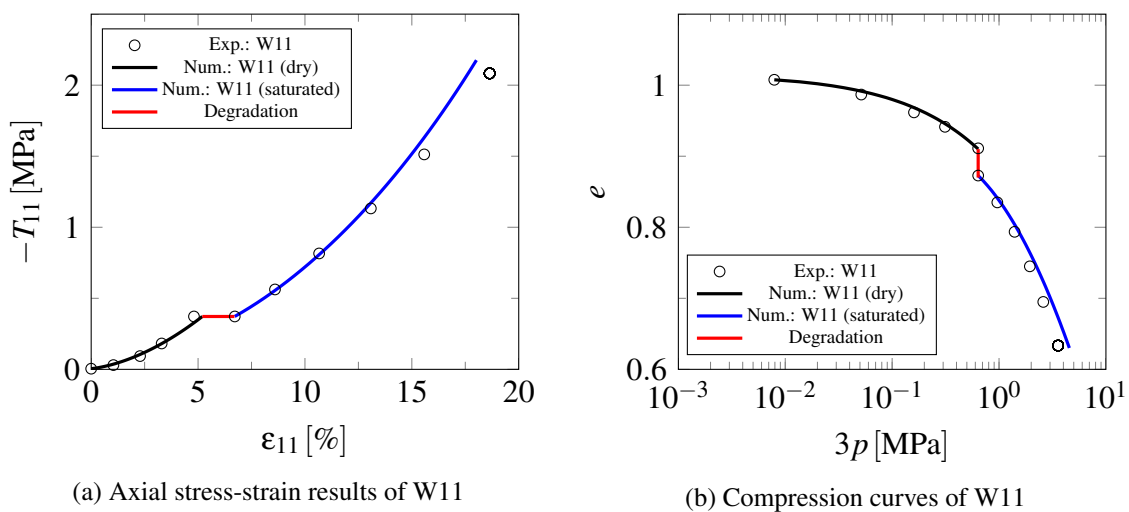 Exp.: W11
Num.: W11 (dry)
Num.: W11 (saturated)
Degradation
2
1
0
0 5 10 15 20
−T₁₁ [MPa]
ε₁₁ [%]
(a) Axial stress-strain results of W11
1
0.8
0.6
10⁻³ 10⁻² 10⁻¹ 10⁰ 10¹
e
3p [MPa]
Exp.: W11
Num.: W11 (dry)
Num.: W11 (saturated)
Degradation
(b) Compression curves of W11